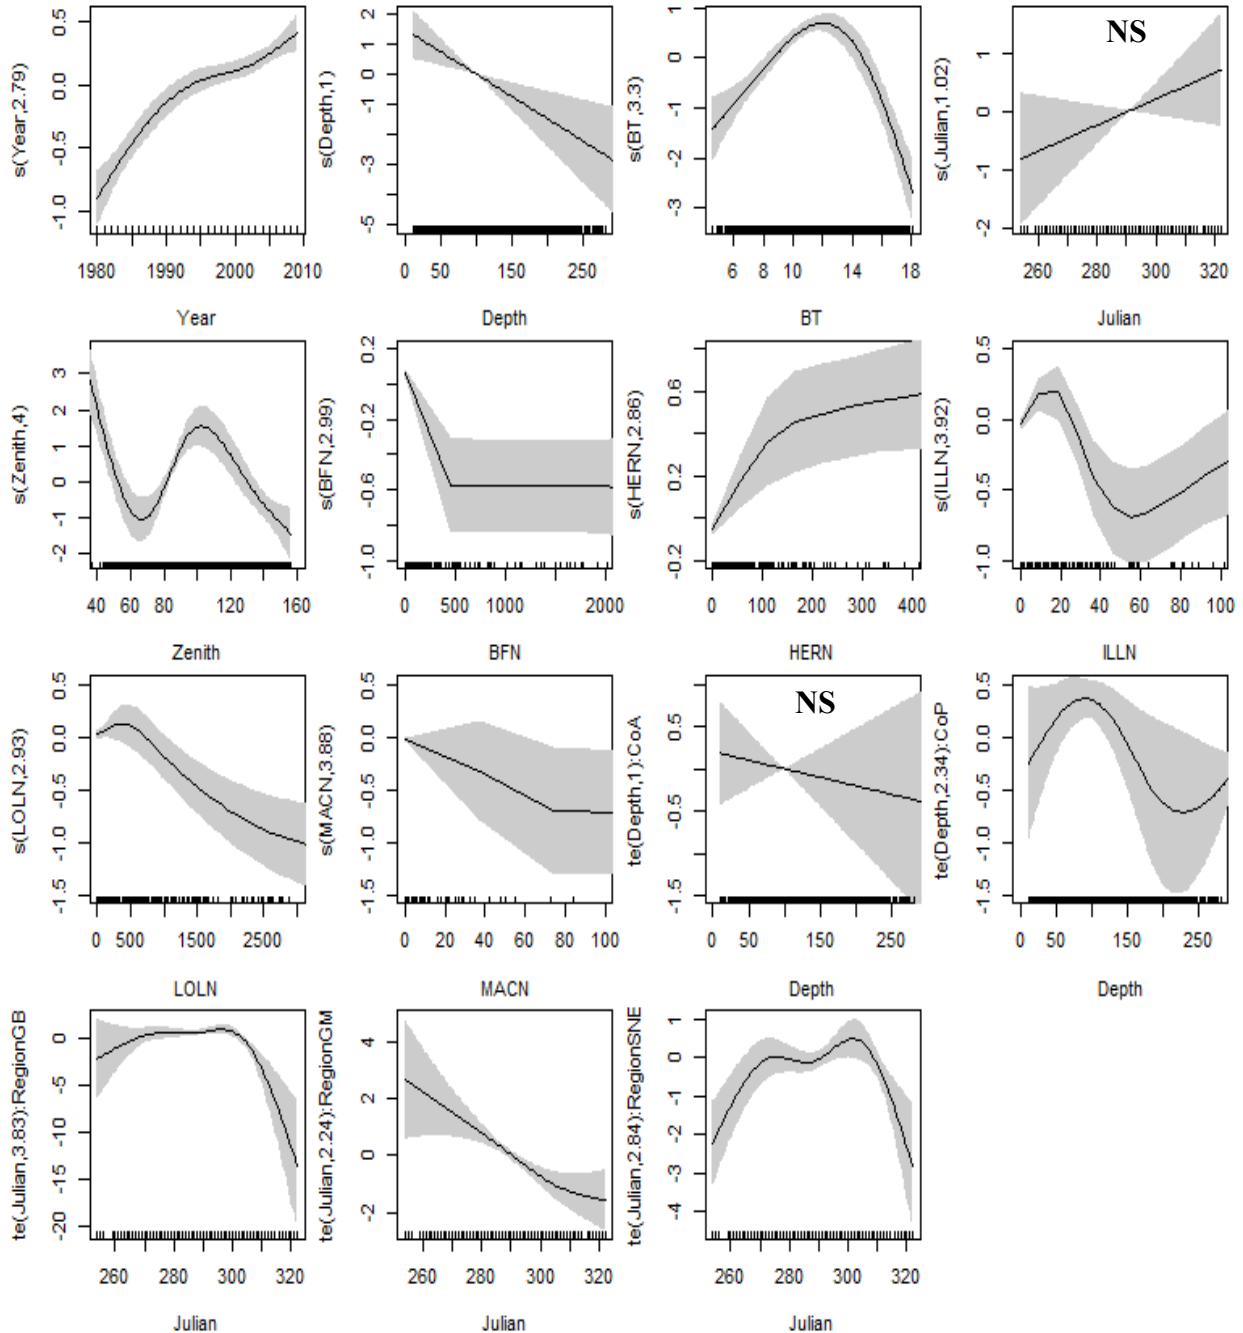 s(Year,2.79)
0.5
0.0
-0.5
-1.0
1980 1990 2000 2010
Year
s(Depth,1)
2
1
0
-1
-3
-5
0 50 150 250
Depth
s(BT,3.3)
1
0
-1
-2
-3
6 8 10 14 18
BT
s(Julian,1.02)
NS
1
0
-1
-2
260 280 300 320
Julian
s(Zenith,4)
3
2
1
0
-1
-2
40 60 80 120 160
Zenith
s(BFN,2.99)
0.2
-0.2
-0.6
-1.0
0 500 1000 2000
BFN
s(HERN,2.86)
0.6
0.2
-0.2
0 100 200 300 400
HERN
s(ILLN,3.92)
0.5
0.0
-0.5
-1.0
0 20 40 60 80 100
ILLN
s(LOLN,2.93)
0.5
0.0
-0.5
-1.0
-1.5
0 500 1500 2500
LOLN
s(MACN,3.88)
0.5
0.0
-0.5
-1.0
-1.5
0 20 40 60 80 100
MACN
te(Depth,1):CoA
NS
0.5
-0.5
-1.5
0 50 150 250
Depth
te(Depth,2.34):CoP
0.5
0.0
-0.5
-1.0
-1.5
0 50 150 250
Depth
te(Julian,3.83):RegionGB
0
-5
-10
-15
-20
260 280 300 320
Julian
te(Julian,2.24):RegionGM
4
2
0
-2
260 280 300 320
Julian
te(Julian,2.84):RegionSNE
1
0
-1
-2
-3
-4
260 280 300 320
Julian